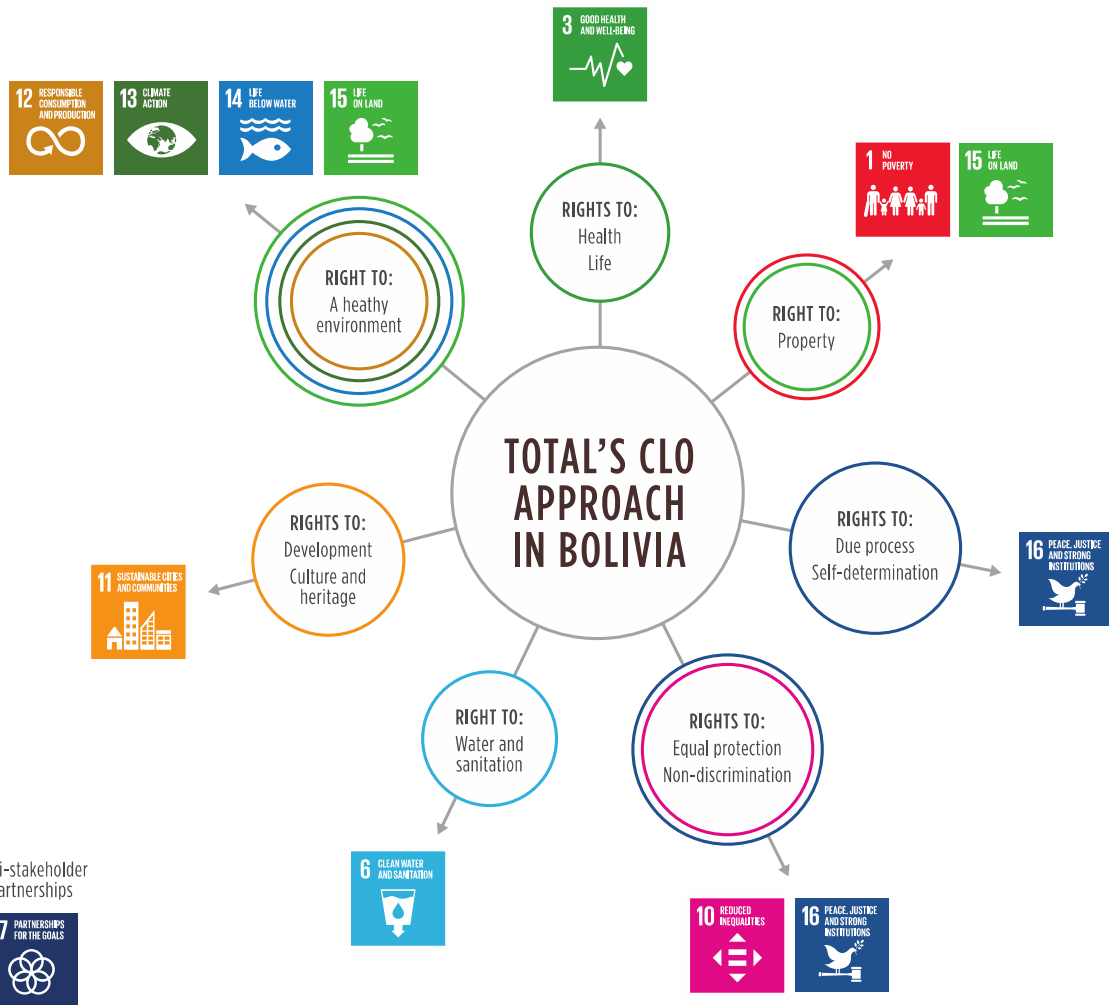 3 GOOD HEALTH
AND WELL-BEING
12 RESPONSIBLE
CONSUMPTION
AND PRODUCTION
13 CLIMATE
ACTION
14 LIFE
BELOW WATER
15 LIFE
ON LAND
1 NO
POVERTY
15 LIFE
ON LAND
RIGHTS TO:
Health
Life
RIGHT TO:
A heathy
environment
RIGHT TO:
Property
TOTAL'S CLO
APPROACH
IN BOLIVIA
RIGHTS TO:
Development
Culture and
heritage
RIGHTS TO:
Due process
Self-determination
11 SUSTAINABLE CITIES
AND COMMUNITIES
16 PEACE, JUSTICE
AND STRONG
INSTITUTIONS
RIGHT TO:
Water and
sanitation
RIGHTS TO:
Equal protection
Non-discrimination
6 CLEAN WATER
AND SANITATION
i-stakeholder
artnerships
7 PARTNERSHIPS
FOR THE GOALS
10 REDUCED
INEQUALITIES
16 PEACE, JUSTICE
AND STRONG
INSTITUTIONS